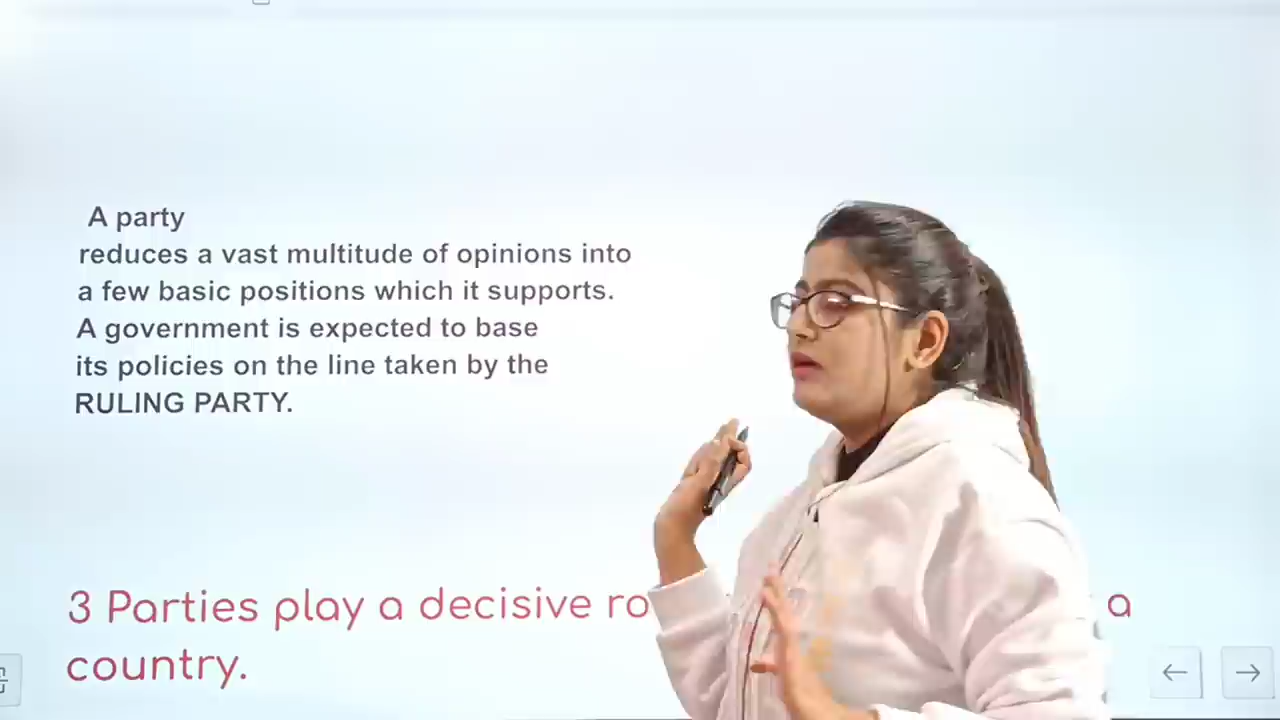 A party
reduces a vast multitude of opinions into
a few basic positions which it supports.
A government is expected to base
its policies on the line taken by the
RULING PARTY.
3 Parties play a decisive a
country.